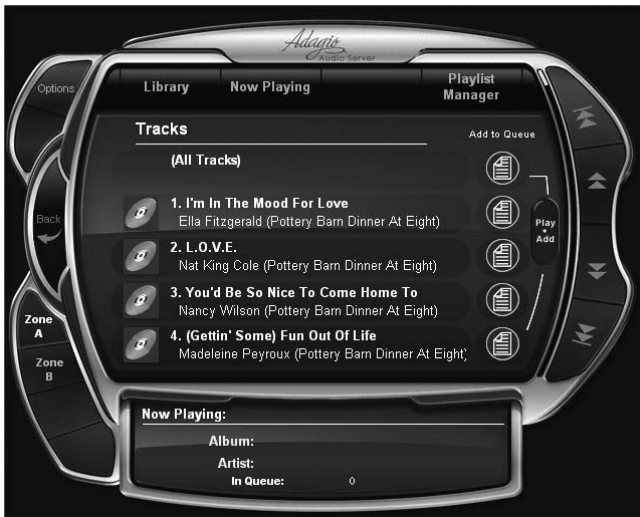 Adagio
Audio Server
Options
Library
Now Playing
Playlist
Manager
Tracks
Add to Queue
(All Tracks)
1. I'm In The Mood For Love
Ella Fitzgerald (Pottery Barn Dinner At Eight)
Play
Add
Back
2. L.O.V.E.
Nat King Cole (Pottery Barn Dinner At Eight)
3. You'd Be So Nice To Come Home To
Nancy Wilson (Pottery Barn Dinner At Eight)
Zone
A
4. (Gettin' Some) Fun Out Of Life
Madeleine Peyroux (Pottery Barn Dinner At Eight)
Zone
B
Now Playing:
Album:
Artist:
In Queue: 0